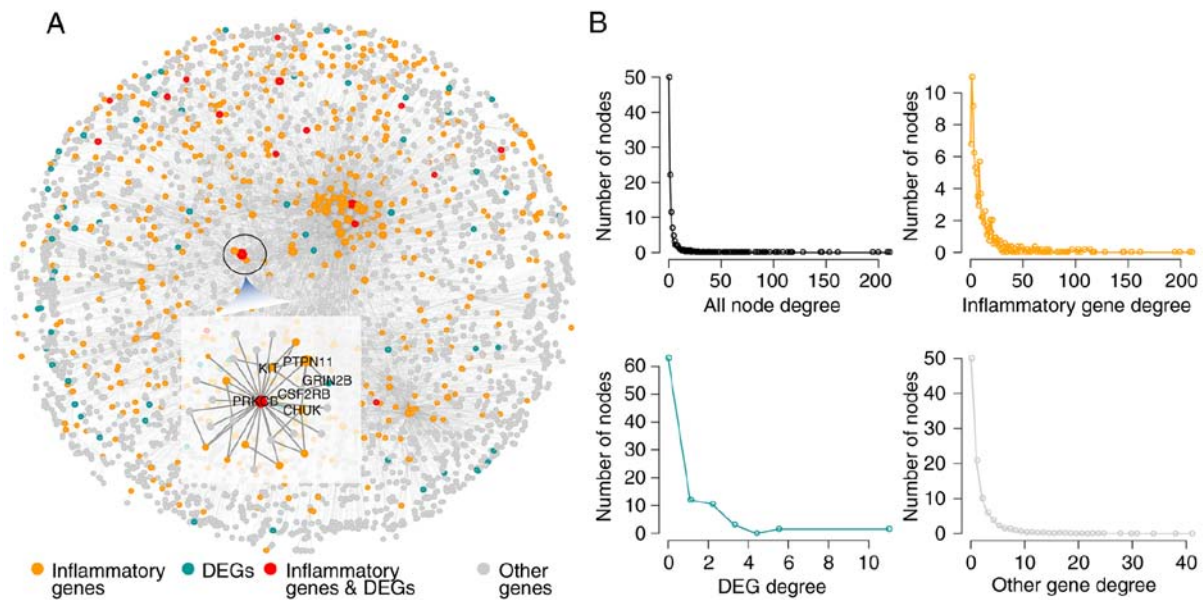 A
KIT
PTPN11
GRIN2B
CSF2RB
PRKCB
CHUK
Inflammatory
genes
DEGs
Inflammatory
genes & DEGs
Other
genes
B
Number of nodes
50
40
30
20
10
0
0 50 100 150 200
All node degree
Number of nodes
10
8
6
4
2
0
0 50 100 150 200
Inflammatory gene degree
Number of nodes
60
50
40
30
20
10
0
0 2 4 6 8 10
DEG degree
Number of nodes
50
40
30
20
10
0
0 10 20 30 40
Other gene degree